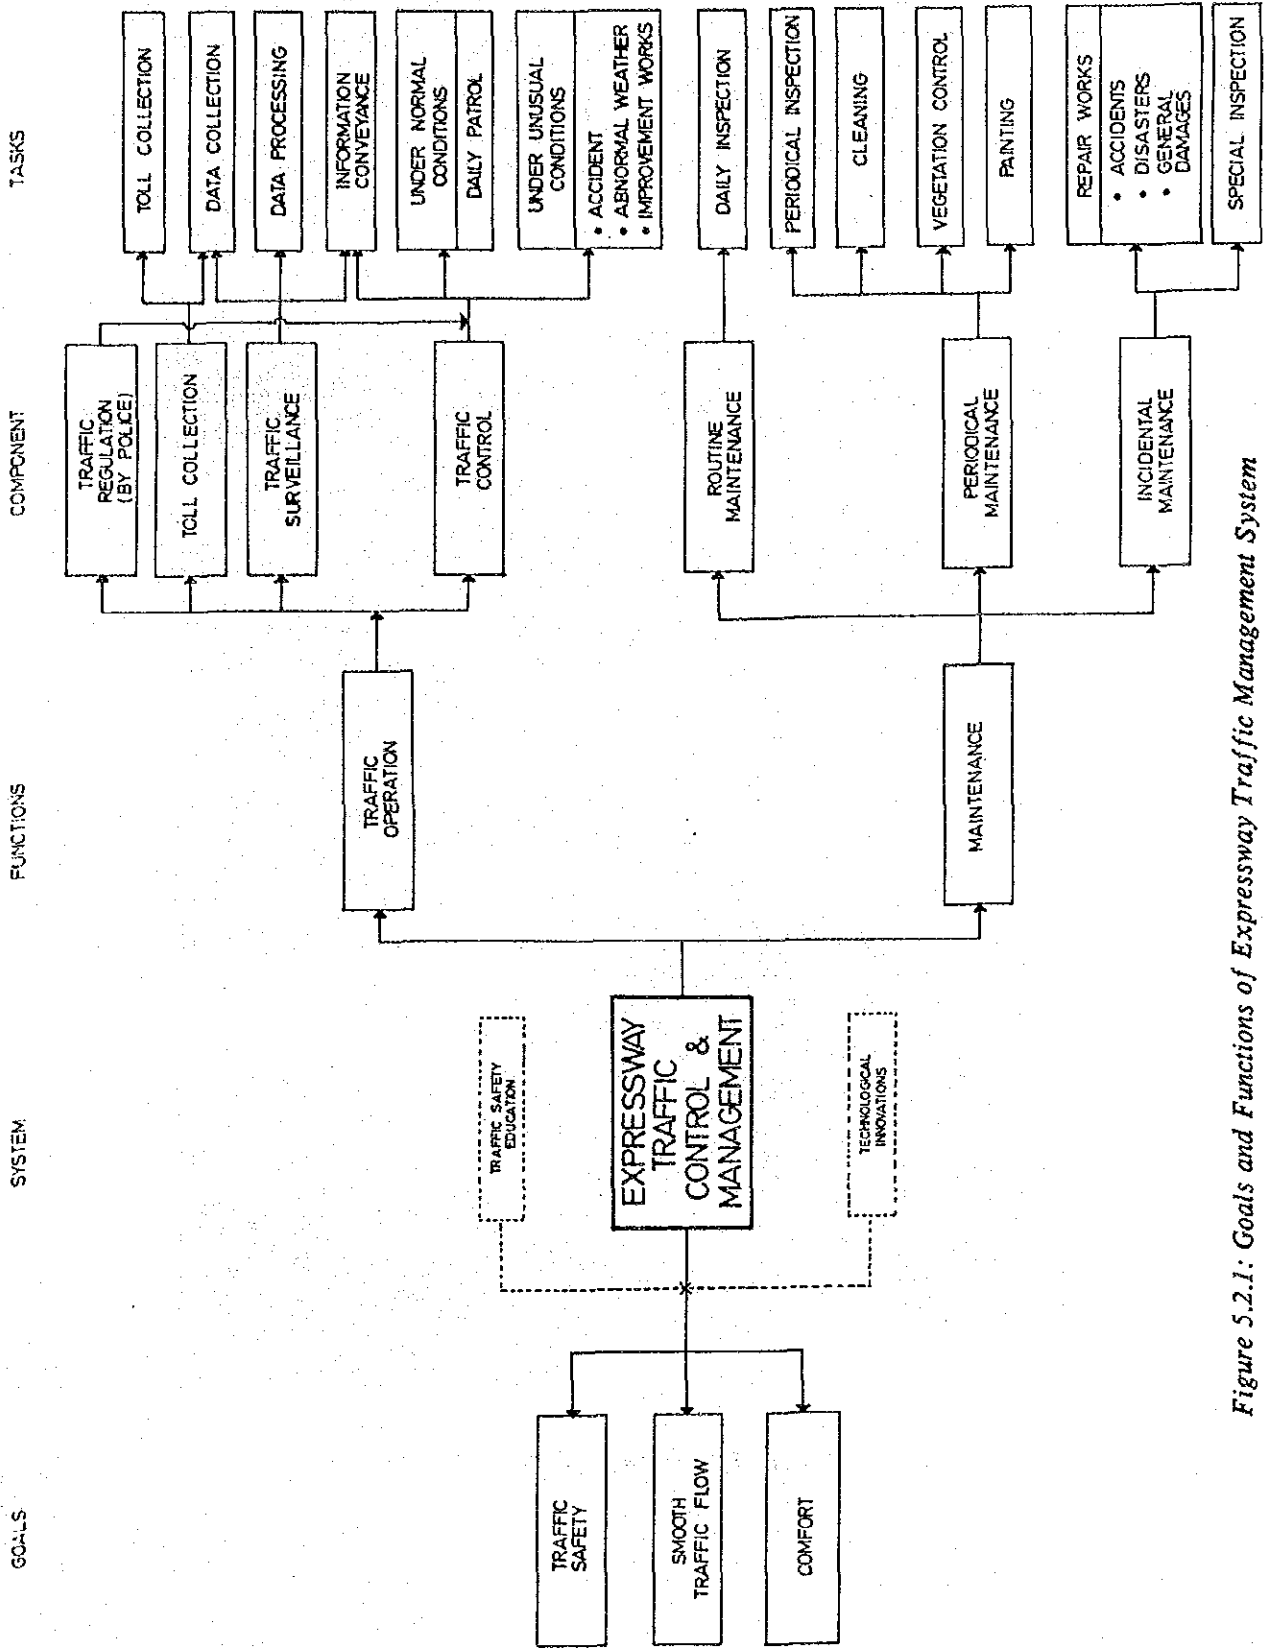 GOALS
SYSTEM
FUNCTIONS
COMPONENT
TASKS
TRAFFIC
SAFETY
SMOOTH
TRAFFIC FLOW
COMFORT
TRAFFIC SAFETY
EDUCATION
EXPRESSWAY
TRAFFIC
CONTROL &
MANAGEMENT
TECHNOLOGICAL
INNOVATIONS
TRAFFIC
OPERATION
MAINTENANCE
TRAFFIC
REGULATION
(BY POLICE)
TOLL COLLECTION
TRAFFIC
SURVEILLANCE
TRAFFIC
CONTROL
ROUTINE
MAINTENANCE
PERIODICAL
MAINTENANCE
INCIDENTAL
MAINTENANCE
TOLL COLLECTION
DATA COLLECTION
DATA PROCESSING
INFORMATION
CONVEYANCE
UNDER NORMAL
CONDITIONS
DAILY PATROL
UNDER UNUSUAL
CONDITIONS
• ACCIDENT
• ABNORMAL WEATHER
• IMPROVEMENT WORKS
DAILY INSPECTION
PERIODICAL INSPECTION
CLEANING
VEGETATION CONTROL
PAINTING
REPAIR WORKS
• ACCIDENTS
• DISASTERS
• GENERAL
DAMAGES
SPECIAL INSPECTION
Figure 5.2.1: Goals and Functions of Expressway Traffic Management System